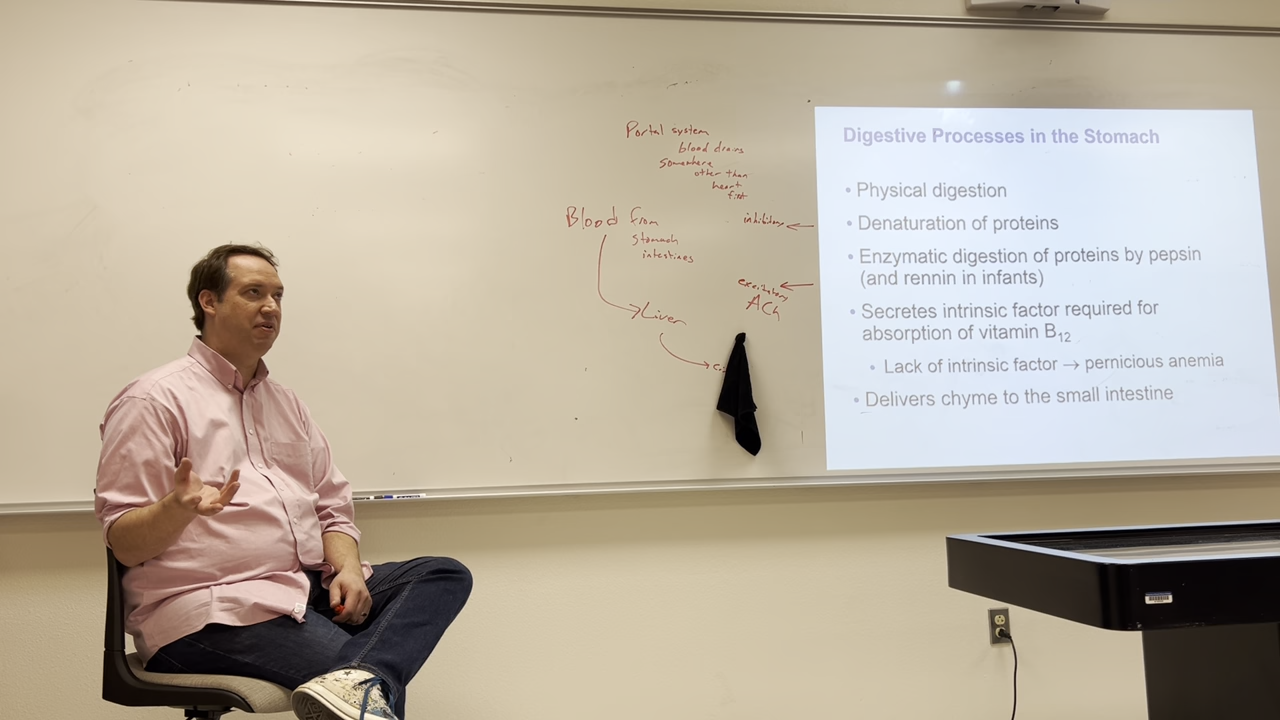 Portal system
blood drains
somewhere
other than
heart
first
Blood from
stomach
intestines
Liver
inhibitory
excitatory
ACh
Digestive Processes in the Stomach
• Physical digestion
• Denaturation of proteins
• Enzymatic digestion of proteins by pepsin
(and rennin in infants)
• Secretes intrinsic factor required for
absorption of vitamin B12
• Lack of intrinsic factor → pernicious anemia
• Delivers chyme to the small intestine